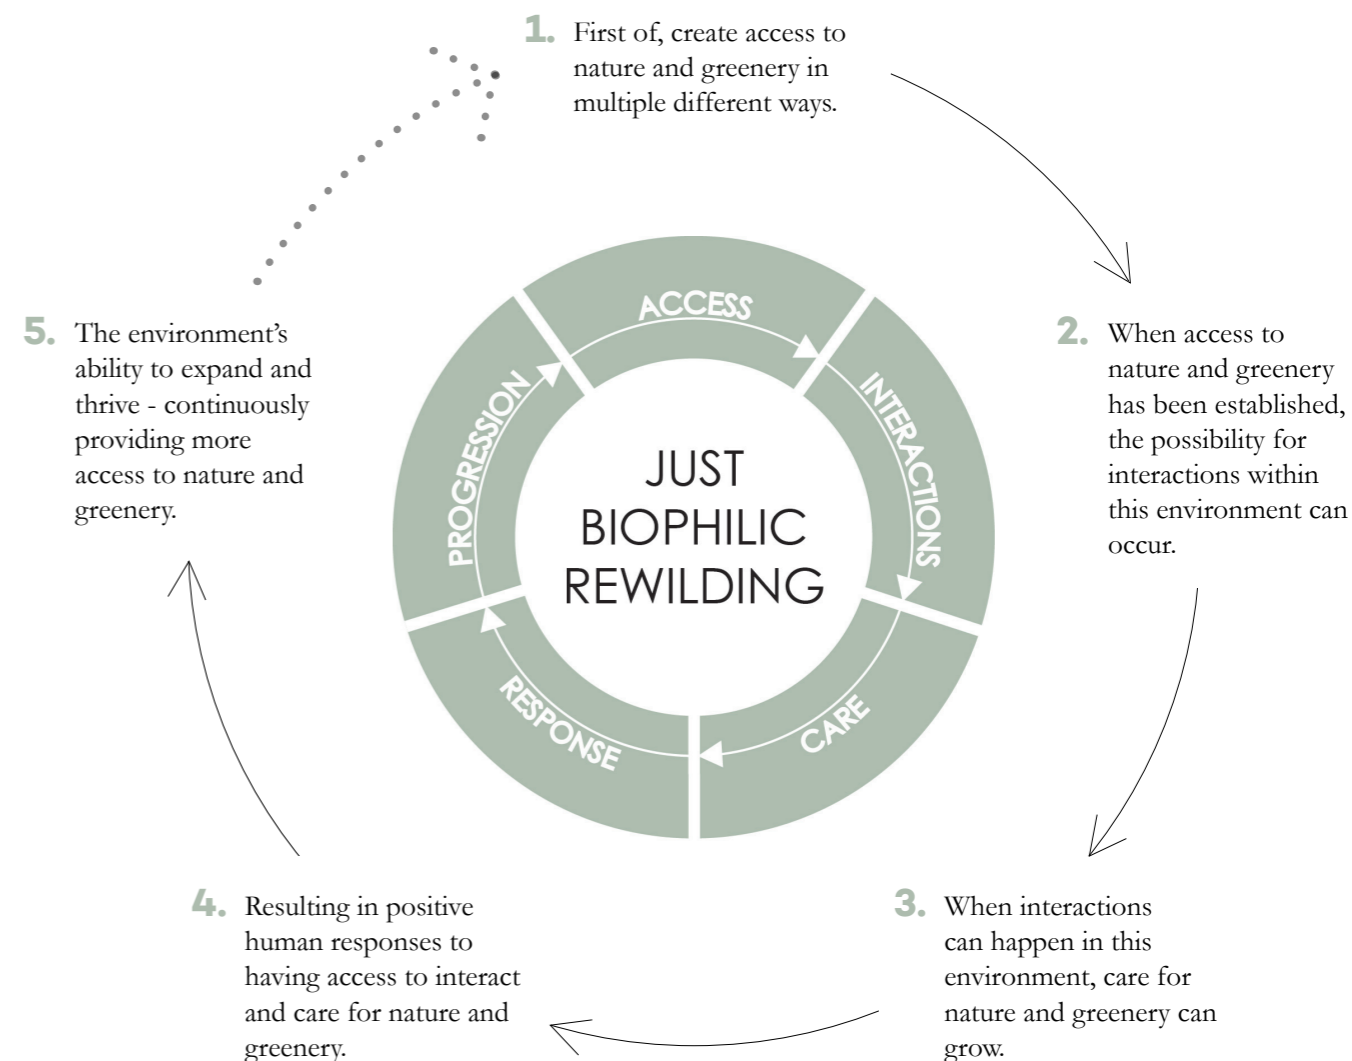 1. First of, create access to
nature and greenery in
multiple different ways.
2. When access to
nature and greenery
has been established,
the possibility for
interactions within
this environment can
occur.
3. When interactions
can happen in this
environment, care for
nature and greenery can
grow.
4. Resulting in positive
human responses to
having access to interact
and care for nature and
greenery.
5. The environment’s
ability to expand and
thrive - continuously
providing more
access to nature and
greenery.
ACCESS
INTERACTIONS
CARE
RESPONSE
PROGRESSION
JUST
BIOPHILIC
REWILDING